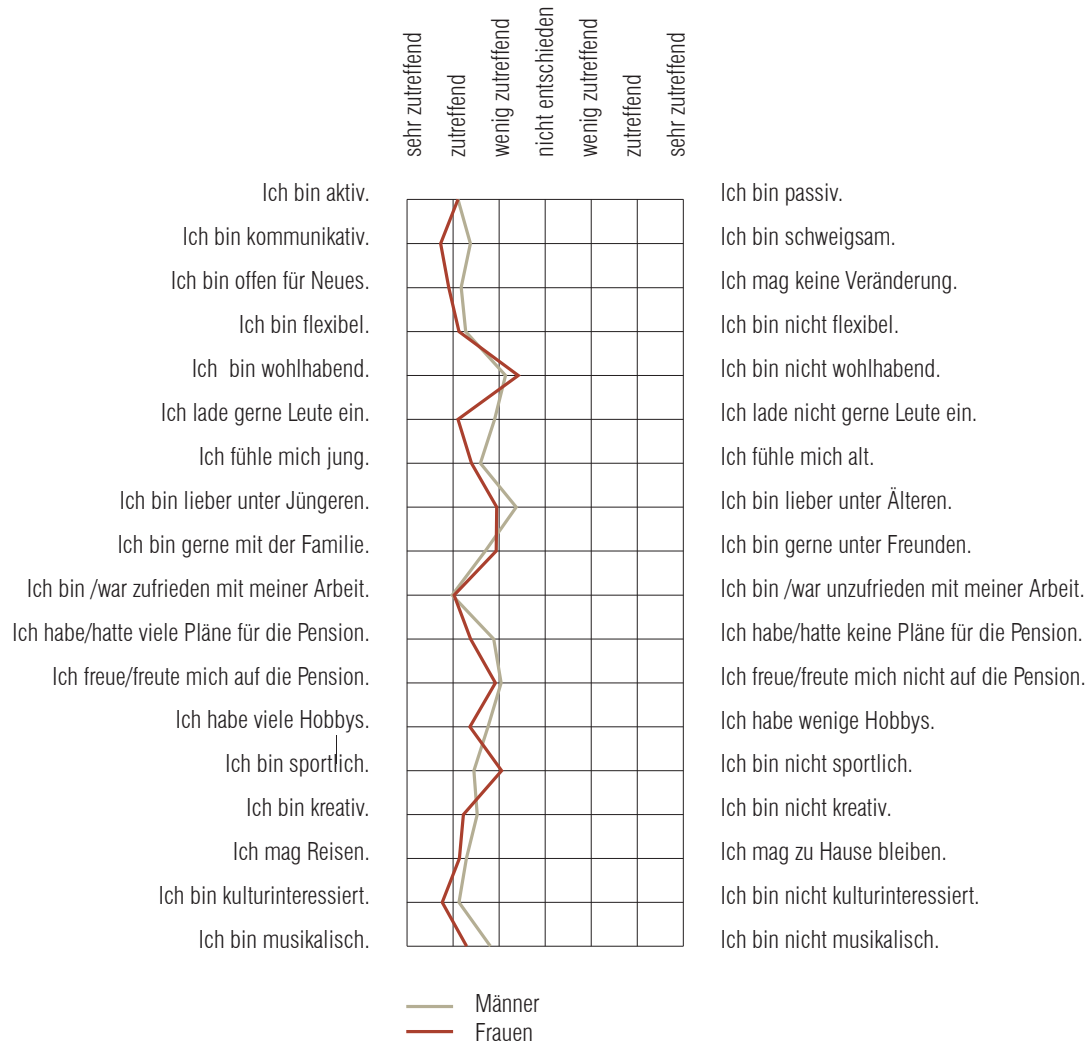 sehr zutreffend
zutreffend
wenig zutreffend
nicht entschieden
wenig zutreffend
zutreffend
sehr zutreffend
Ich bin aktiv. Ich bin passiv.
Ich bin kommunikativ. Ich bin schweigsam.
Ich bin offen für Neues. Ich mag keine Veränderung.
Ich bin flexibel. Ich bin nicht flexibel.
Ich bin wohlhabend. Ich bin nicht wohlhabend.
Ich lade gerne Leute ein. Ich lade nicht gerne Leute ein.
Ich fühle mich jung. Ich fühle mich alt.
Ich bin lieber unter Jüngeren. Ich bin lieber unter Älteren.
Ich bin gerne mit der Familie. Ich bin gerne unter Freunden.
Ich bin /war zufrieden mit meiner Arbeit. Ich bin /war unzufrieden mit meiner Arbeit.
Ich habe/hatte viele Pläne für die Pension. Ich habe/hatte keine Pläne für die Pension.
Ich freue/freute mich auf die Pension. Ich freue/freute mich nicht auf die Pension.
Ich habe viele Hobbys. Ich habe wenige Hobbys.
Ich bin sportlich. Ich bin nicht sportlich.
Ich bin kreativ. Ich bin nicht kreativ.
Ich mag Reisen. Ich mag zu Hause bleiben.
Ich bin kulturinteressiert. Ich bin nicht kulturinteressiert.
Ich bin musikalisch. Ich bin nicht musikalisch.
Männer
Frauen